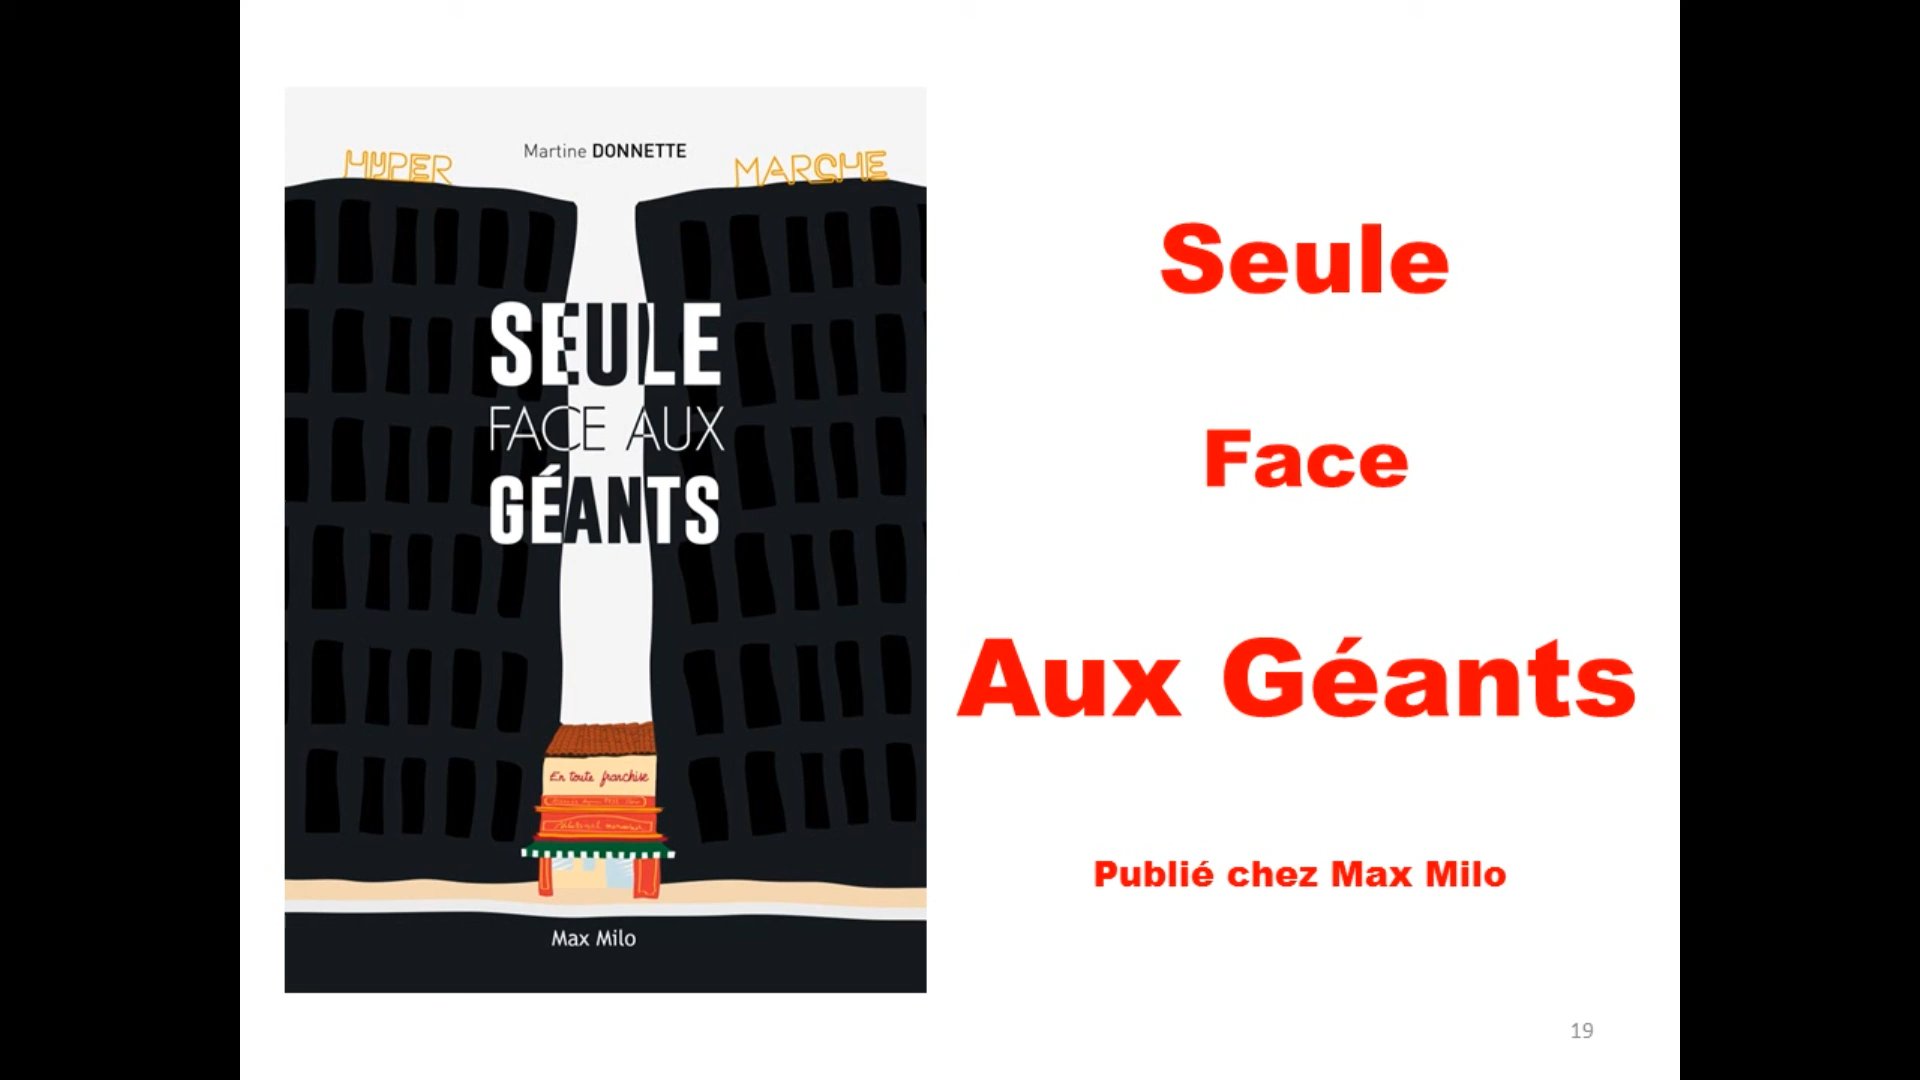 Martine DONNETTE
HYPER MARCHE
SEULE
FACE AUX
GÉANTS
En toute franchise
Max Milo
Seule
Face
Aux Géants
Publié chez Max Milo
19